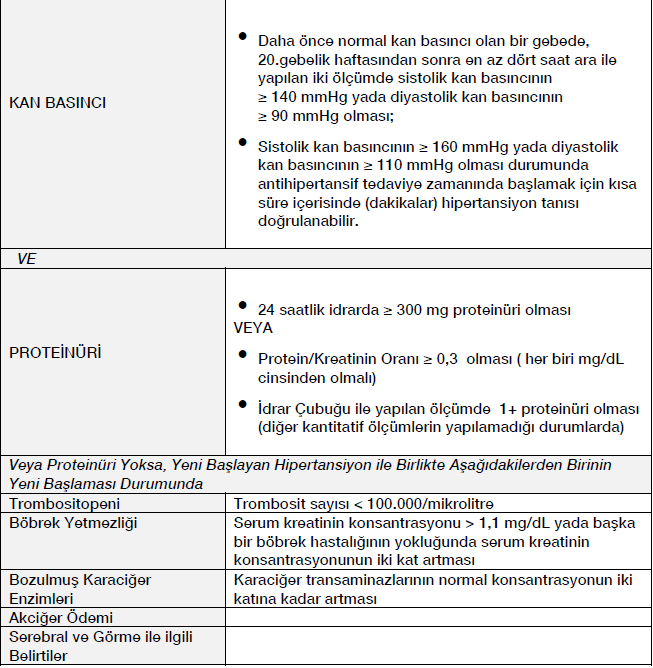 KAN BASINCI
• Daha önce normal kan basıncı olan bir gebede,
20.gebelik haftasından sonra en az dört saat ara ile
yapılan iki ölçümde sistolik kan basıncının
≥ 140 mmHg yada diyastolik kan basıncının
≥ 90 mmHg olması;
• Sistolik kan basıncının ≥ 160 mmHg yada diyastolik
kan basıncının ≥ 110 mmHg olması durumunda
antihipertansif tedaviye zamanında başlamak için kısa
süre içerisinde (dakikalar) hipertansiyon tanısı
doğrulanabilir.
VE
PROTEİNÜRİ
• 24 saatlik idrarda ≥ 300 mg proteinüri olması
VEYA
• Protein/Kreatinin Oranı ≥ 0,3 olması ( her biri mg/dL
cinsinden olmalı)
• İdrar Çubuğu ile yapılan ölçümde 1+ proteinüri olması
(diğer kantitatif ölçümlerin yapılamadığı durumlarda)
Veya Proteinüri Yoksa, Yeni Başlayan Hipertansiyon ile Birlikte Aşağıdakilerden Birinin
Yeni Başlaması Durumunda
Trombositopeni
Trombosit sayısı < 100.000/mikrolitre
Böbrek Yetmezliği
Serum kreatinin konsantrasyonu > 1,1 mg/dL yada başka
bir böbrek hastalığının yokluğunda serum kreatinin
konsantrasyonunun iki kat artması
Bozulmuş Karaciğer
Enzimleri
Karaciğer transaminazlarının normal konsantrasyonun iki
katına kadar artması
Akciğer Ödemi
Serebral ve Görme ile ilgili
Belirtiler